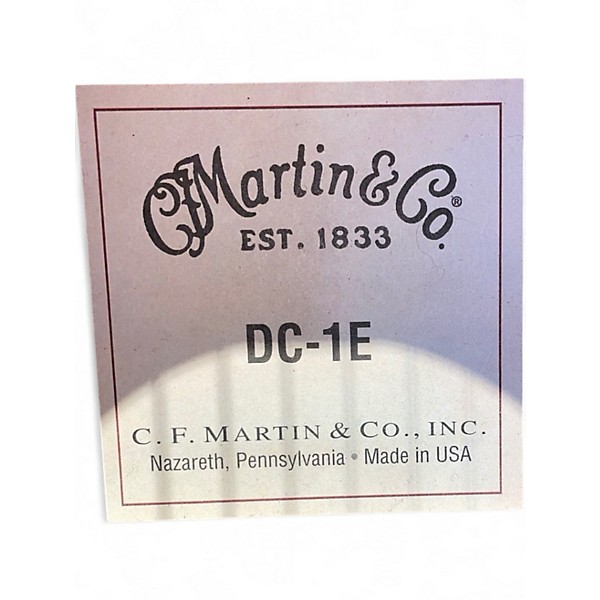 CFMartin & Co.®
EST. 1833
DC-1E
C. F. MARTIN & CO., INC.
Nazareth, Pennsylvania • Made in USA